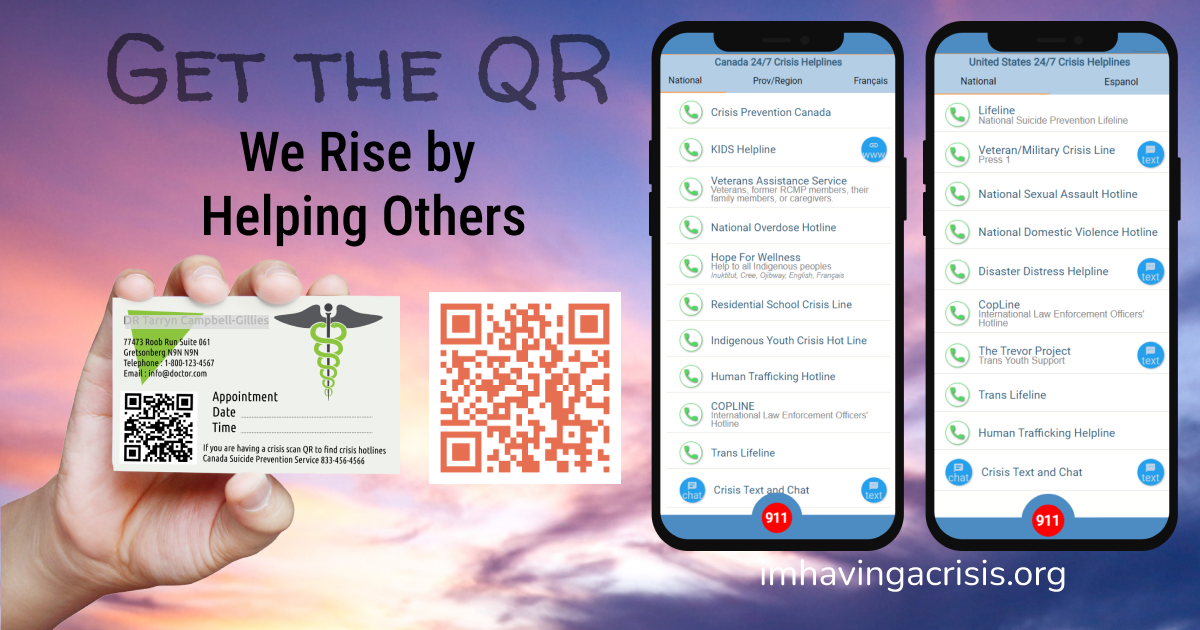 GET THE QR
We Rise by
Helping Others
DR Tarryn Campbell-Gillies
77473 Roob Run Suite 061
Gretsonberg N9N N9N
Telephone : 1-800-123-4567
Email : info@doctor.com
Appointment
Date
Time
If you are having a crisis scan QR to find crisis hotlines
Canada Suicide Prevention Service 833-456-4566
Canada 24/7 Crisis Helplines
National Prov/Region Français
Crisis Prevention Canada
KIDS Helpline
www
Veterans Assistance Service
Veterans, former RCMP members, their
family members, or caregivers.
National Overdose Hotline
Hope For Wellness
Help to all Indigenous peoples
Inuktitut, Cree, Ojibway, English, Français
Residential School Crisis Line
Indigenous Youth Crisis Hot Line
Human Trafficking Hotline
COPLINE
International Law Enforcement Officers'
Hotline
Trans Lifeline
chat Crisis Text and Chat text
911
United States 24/7 Crisis Helplines
National Espanol
Lifeline
National Suicide Prevention Lifeline
Veteran/Military Crisis Line
Press 1
text
National Sexual Assault Hotline
National Domestic Violence Hotline
Disaster Distress Helpline text
CopLine
International Law Enforcement Officers'
Hotline
The Trevor Project
Trans Youth Support
text
Trans Lifeline
Human Trafficking Helpline
chat Crisis Text and Chat text
911
imhavingacrisis.org